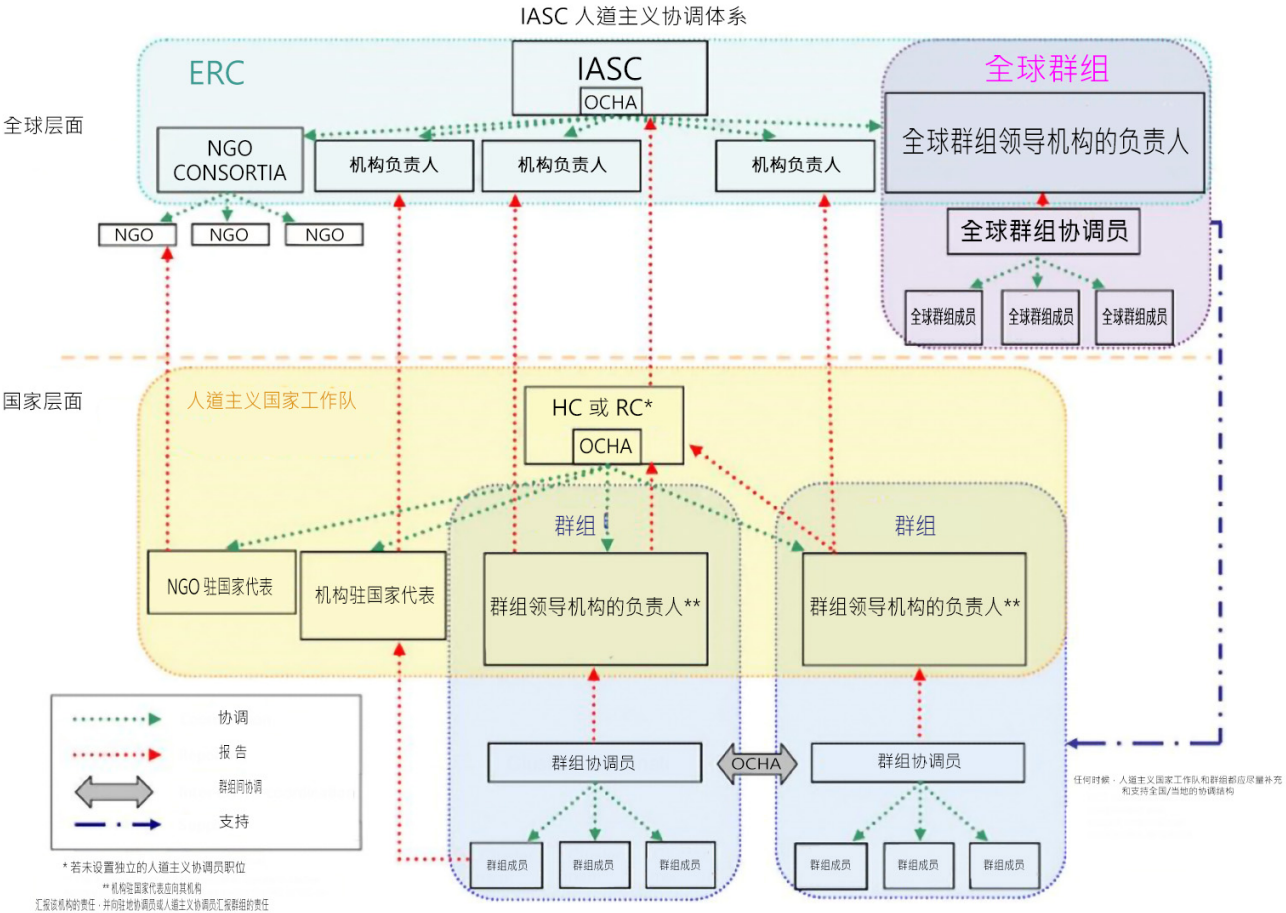 IASC 人道主义协调体系
ERC
IASC
OCHA
全球群组
全球层面
NGO
CONSORTIA
机构负责人
机构负责人
机构负责人
全球群组领导机构的负责人
NGO
NGO
NGO
全球群组协调员
全球群组成员
全球群组成员
全球群组成员
国家层面
人道主义国家工作队
HC 或 RC*
OCHA
群组
群组
NGO 驻国家代表
机构驻国家代表
群组领导机构的负责人**
群组领导机构的负责人**
协调
报告
群组间协调
支持
群组协调员
OCHA
群组协调员
任何时候，人道主义国家工作队和群组都应尽量补充
和支持全国/当地的协调结构
群组成员
群组成员
群组成员
群组成员
群组成员
群组成员
* 若未设置独立的人道主义协调员职位
** 机构驻国家代表应向其机构
汇报该机构的责任，并向驻地协调员或人道主义协调员汇报群组的责任